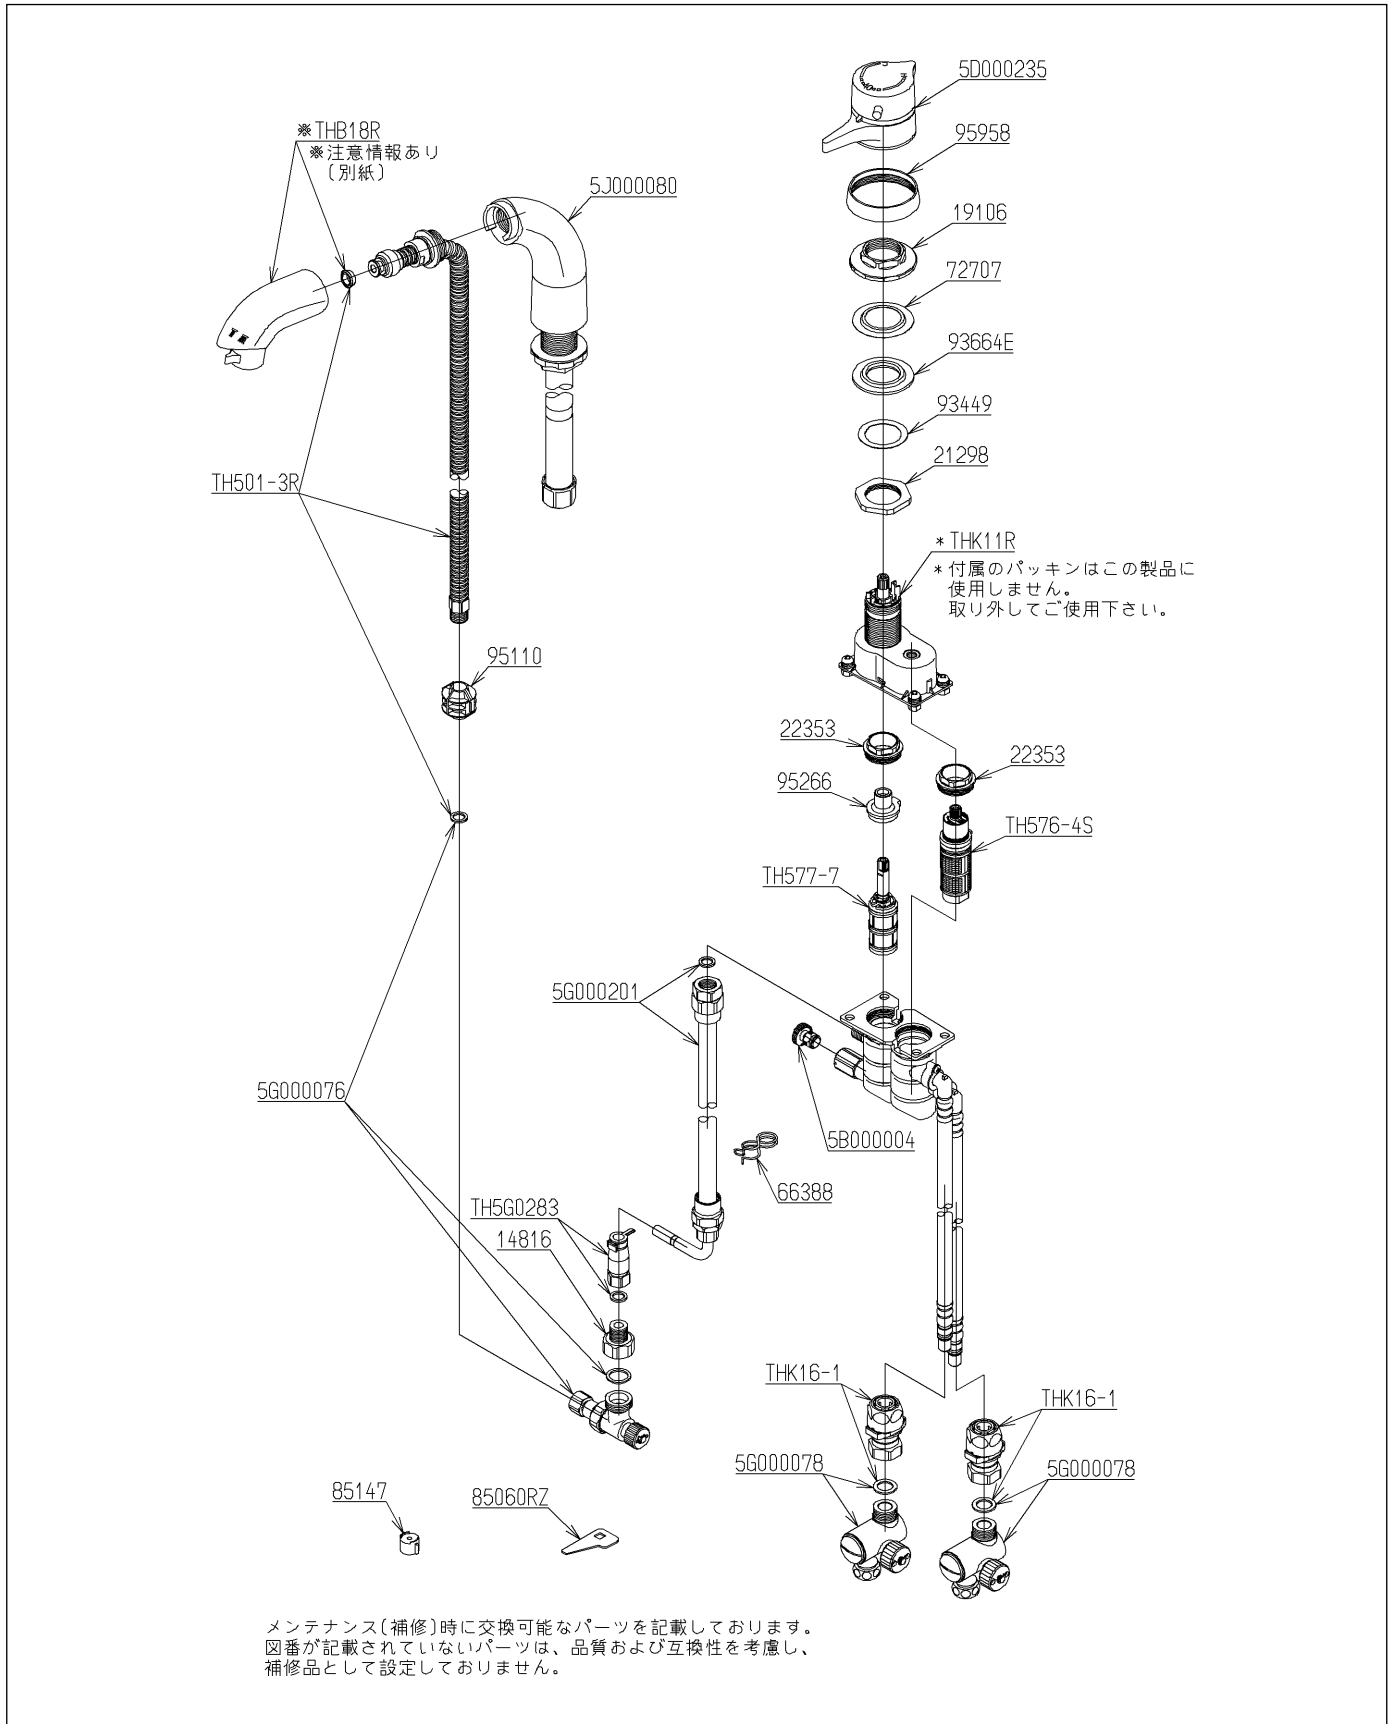 5D000235
※THB18R
※注意情報あり
〔別紙〕
95958
5J000080
19106
72707
93664E
93449
21298
TH501-3R
*THK11R
*付属のパッキンはこの製品に
使用しません。
取り外してご使用下さい。
95110
22353
22353
95266
TH576-4S
TH577-7
5G000201
5G000076
5B000004
66388
TH5G0283
14816
THK16-1
THK16-1
5G000078
5G000078
85147
85060RZ
メンテナンス〔補修〕時に交換可能なパーツを記載しております。
図番が記載されていないパーツは、品質および互換性を考慮し、
補修品として設定しておりません。